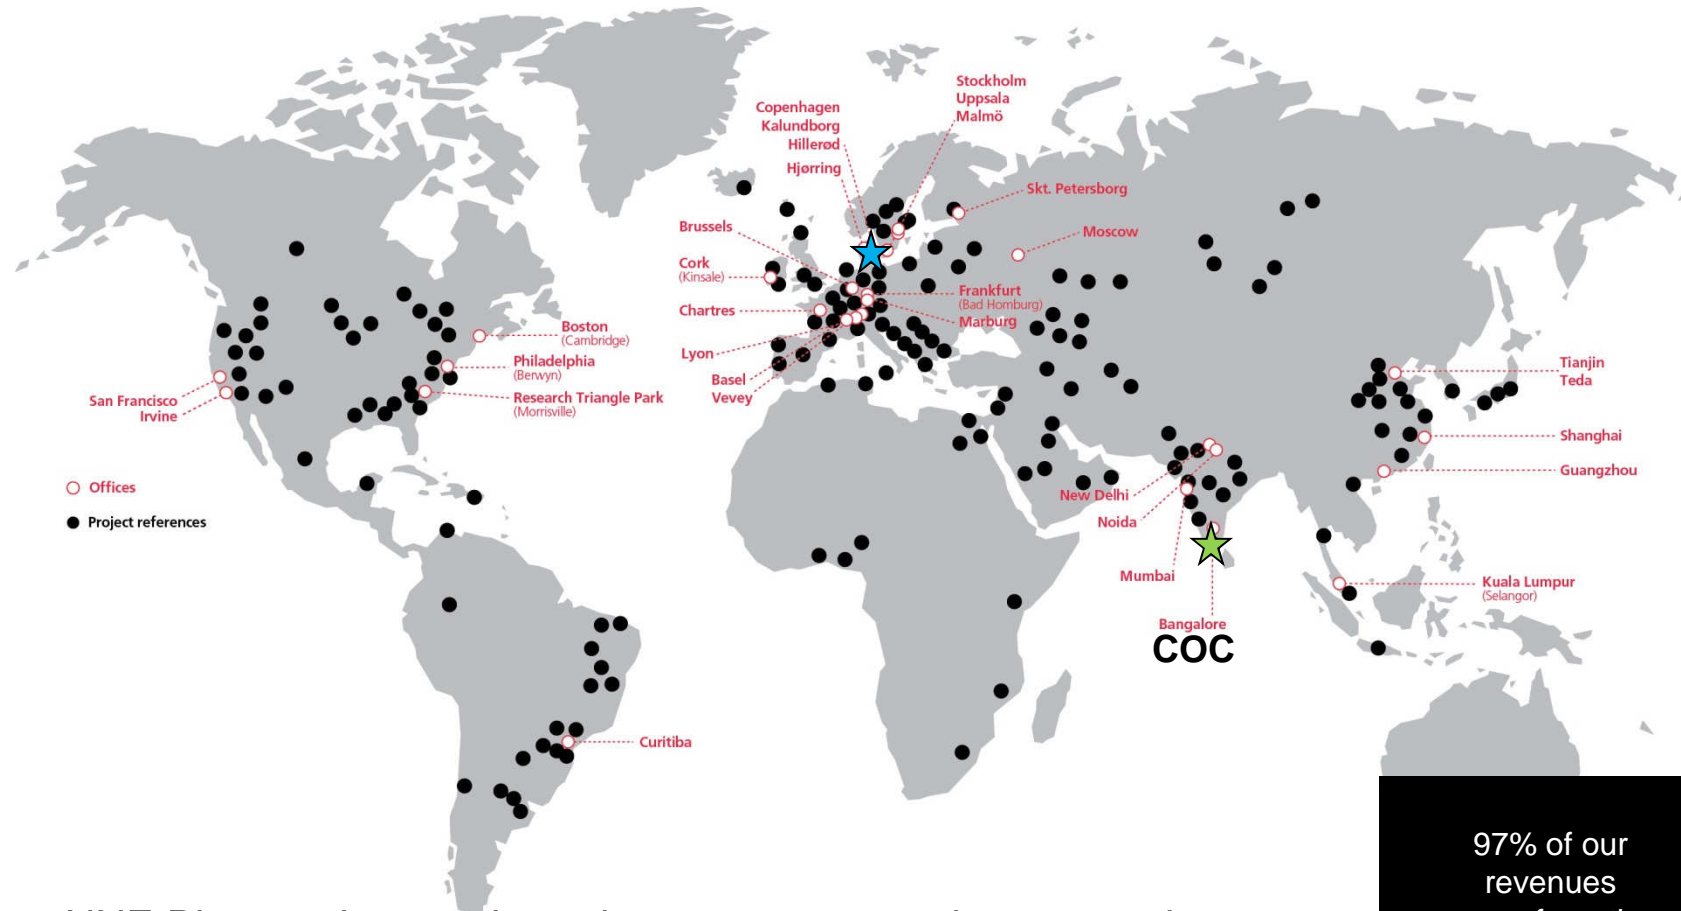 Stockholm
Uppsala
Malmö
Copenhagen
Kalundborg
Hillerød
Hjørring
Skt. Petersborg
Brussels
Moscow
Cork
(Kinsale)
Chartres
Frankfurt
(Bad Homburg)
Marburg
Lyon
Basel
Vevey
Boston
(Cambridge)
Philadelphia
(Berwyn)
Research Triangle Park
(Morrisville)
San Francisco
Irvine
Tianjin
Teda
Shanghai
Guangzhou
Offices
Project references
New Delhi
Noida
Mumbai
Kuala Lumpur
(Selangor)
Bangalore
COC
Curitiba
97% of our
revenues